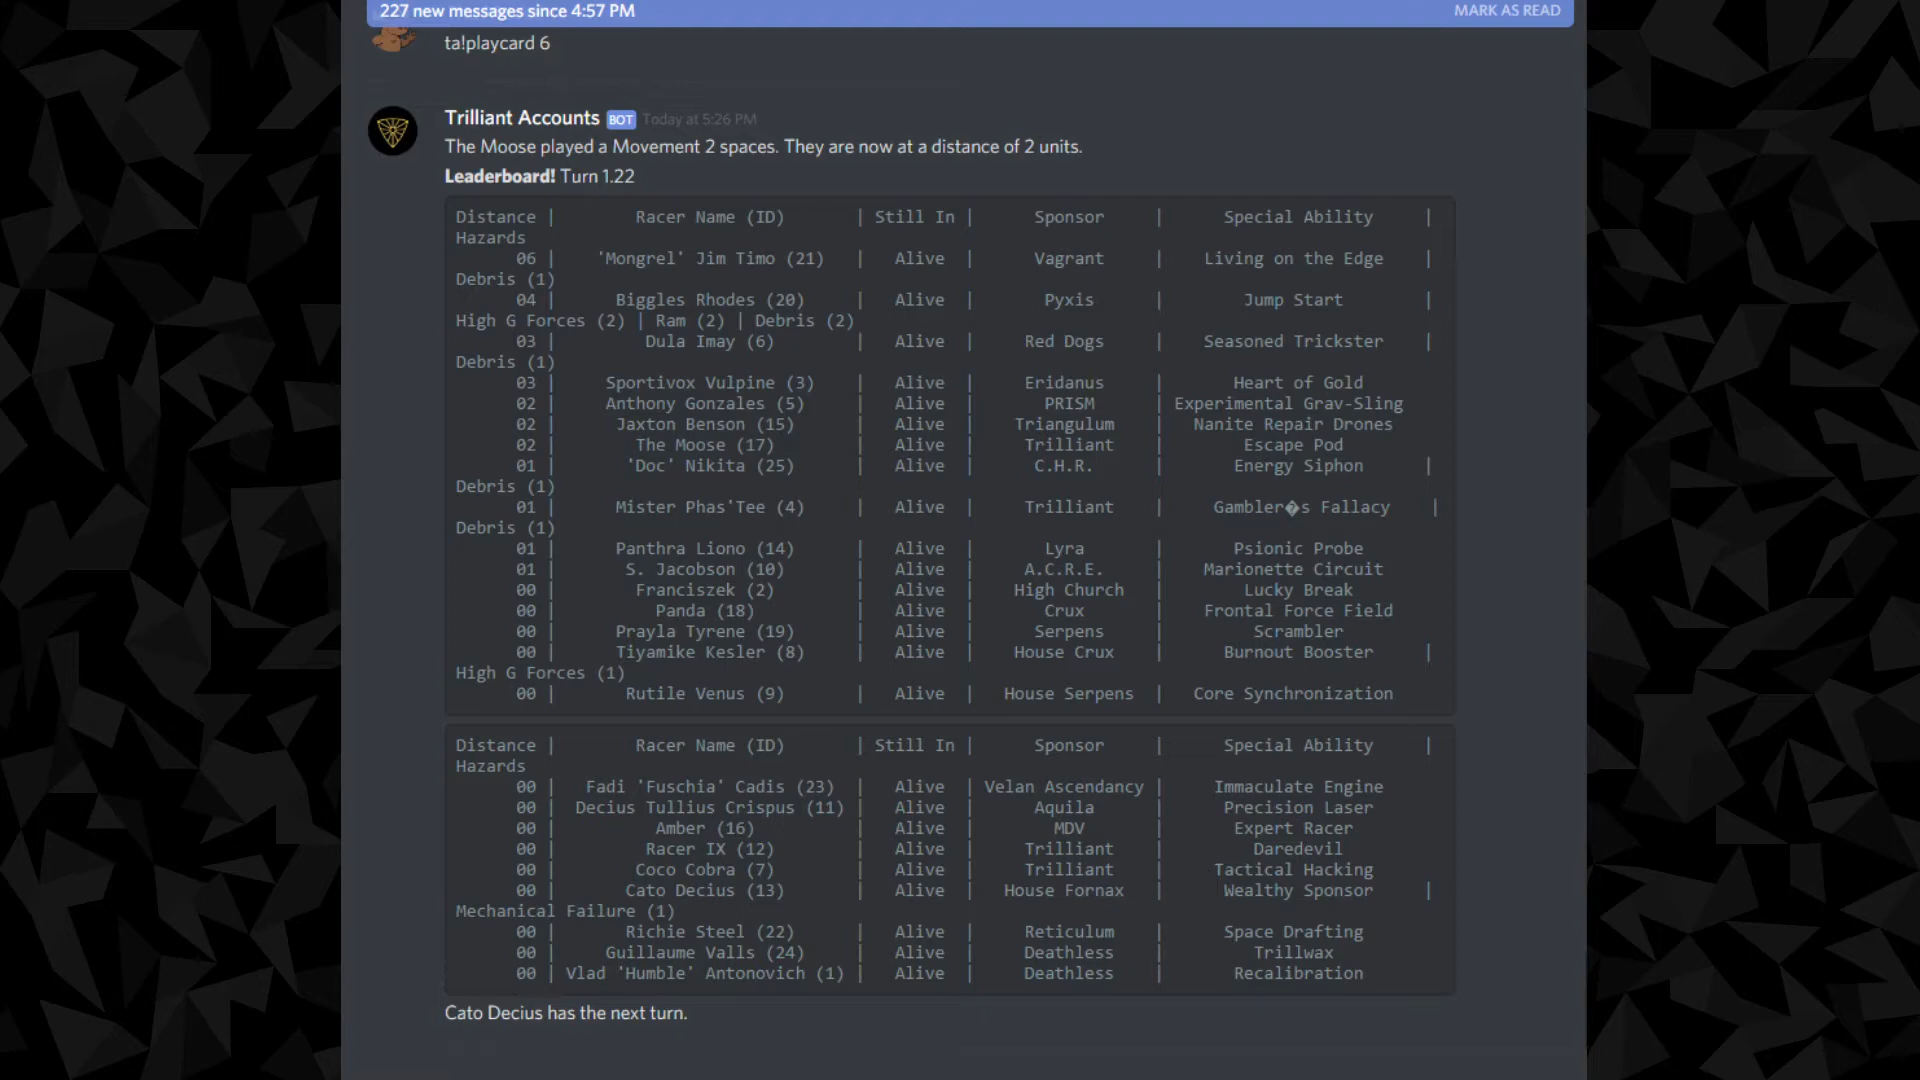 227 new messages since 4:57 PM MARK AS READ
ta!playcard 6
Trilliant Accounts BOT Today at 5:26 PM
The Moose played a Movement 2 spaces. They are now at a distance of 2 units.
Leaderboard! Turn 1.22
Distance | Racer Name (ID) | Still In | Sponsor | Special Ability |
Hazards
06 | 'Mongrel' Jim Timo (21) | Alive | Vagrant | Living on the Edge |
Debris (1)
04 | Biggles Rhodes (20) | Alive | Pyxis | Jump Start |
High G Forces (2) | Ram (2) | Debris (2)
03 | Dula Imay (6) | Alive | Red Dogs | Seasoned Trickster |
Debris (1)
03 | Sportivox Vulpine (3) | Alive | Eridanus | Heart of Gold
02 | Anthony Gonzales (5) | Alive | PRISM | Experimental Grav-Sling
02 | Jaxton Benson (15) | Alive | Triangulum | Nanite Repair Drones
02 | The Moose (17) | Alive | Trilliant | Escape Pod
01 | 'Doc' Nikita (25) | Alive | C.H.R. | Energy Siphon |
Debris (1)
01 | Mister Phas'Tee (4) | Alive | Trilliant | Gambler�s Fallacy |
Debris (1)
01 | Panthra Liono (14) | Alive | Lyra | Psionic Probe
01 | S. Jacobson (10) | Alive | A.C.R.E. | Marionette Circuit
00 | Franciszek (2) | Alive | High Church | Lucky Break
00 | Panda (18) | Alive | Crux | Frontal Force Field
00 | Prayla Tyrene (19) | Alive | Serpens | Scrambler
00 | Tiyamike Kesler (8) | Alive | House Crux | Burnout Booster |
High G Forces (1)
00 | Rutile Venus (9) | Alive | House Serpens | Core Synchronization
Distance | Racer Name (ID) | Still In | Sponsor | Special Ability |
Hazards
00 | Fadi 'Fuschia' Cadis (23) | Alive | Velan Ascendancy | Immaculate Engine
00 | Decius Tullius Crispus (11) | Alive | Aquila | Precision Laser
00 | Amber (16) | Alive | MDV | Expert Racer
00 | Racer IX (12) | Alive | Trilliant | Daredevil
00 | Coco Cobra (7) | Alive | Trilliant | Tactical Hacking
00 | Cato Decius (13) | Alive | House Fornax | Wealthy Sponsor |
Mechanical Failure (1)
00 | Richie Steel (22) | Alive | Reticulum | Space Drafting
00 | Guillaume Valls (24) | Alive | Deathless | Trillwax
00 | Vlad 'Humble' Antonovich (1) | Alive | Deathless | Recalibration
Cato Decius has the next turn.